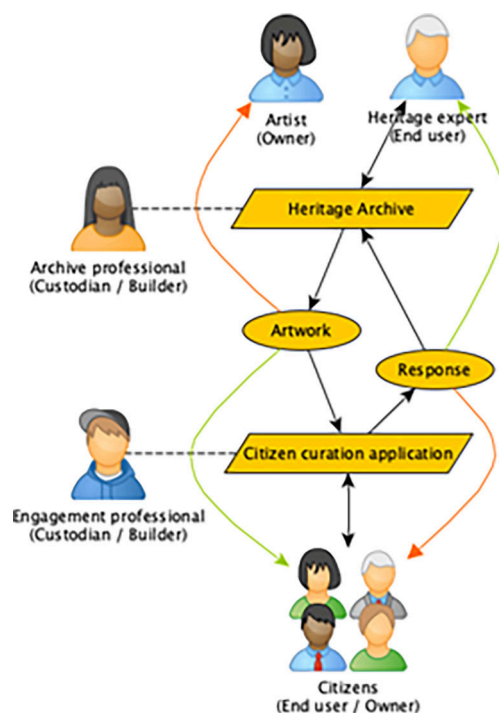 Artist
(Owner)
Heritage expert
(End user)
Heritage Archive
Archive professional
(Custodian / Builder)
Artwork
Response
Citizen curation application
Engagement professional
(Custodian / Builder)
Citizens
(End user / Owner)